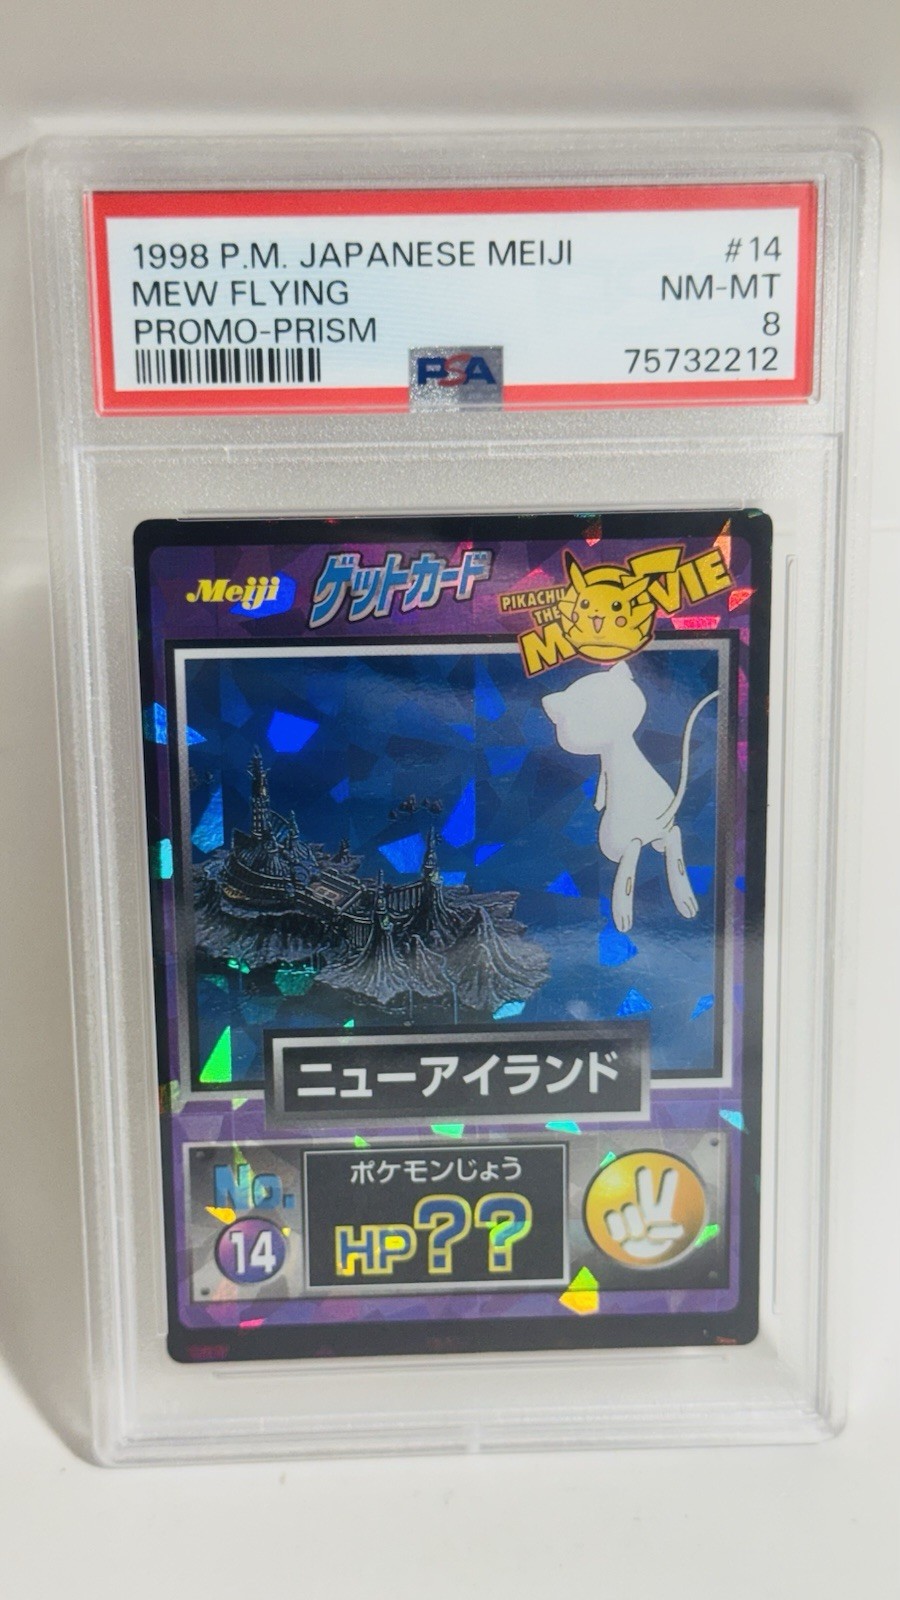 1998 P.M. JAPANESE MEIJI #14
MEW FLYING NM-MT
PROMO-PRISM 8
PSA 75732212
Meiji ゲットカード
PIKACHU
THE
MOVIE
ニューアイランド
No. 14
ポケモンじょう
HP??